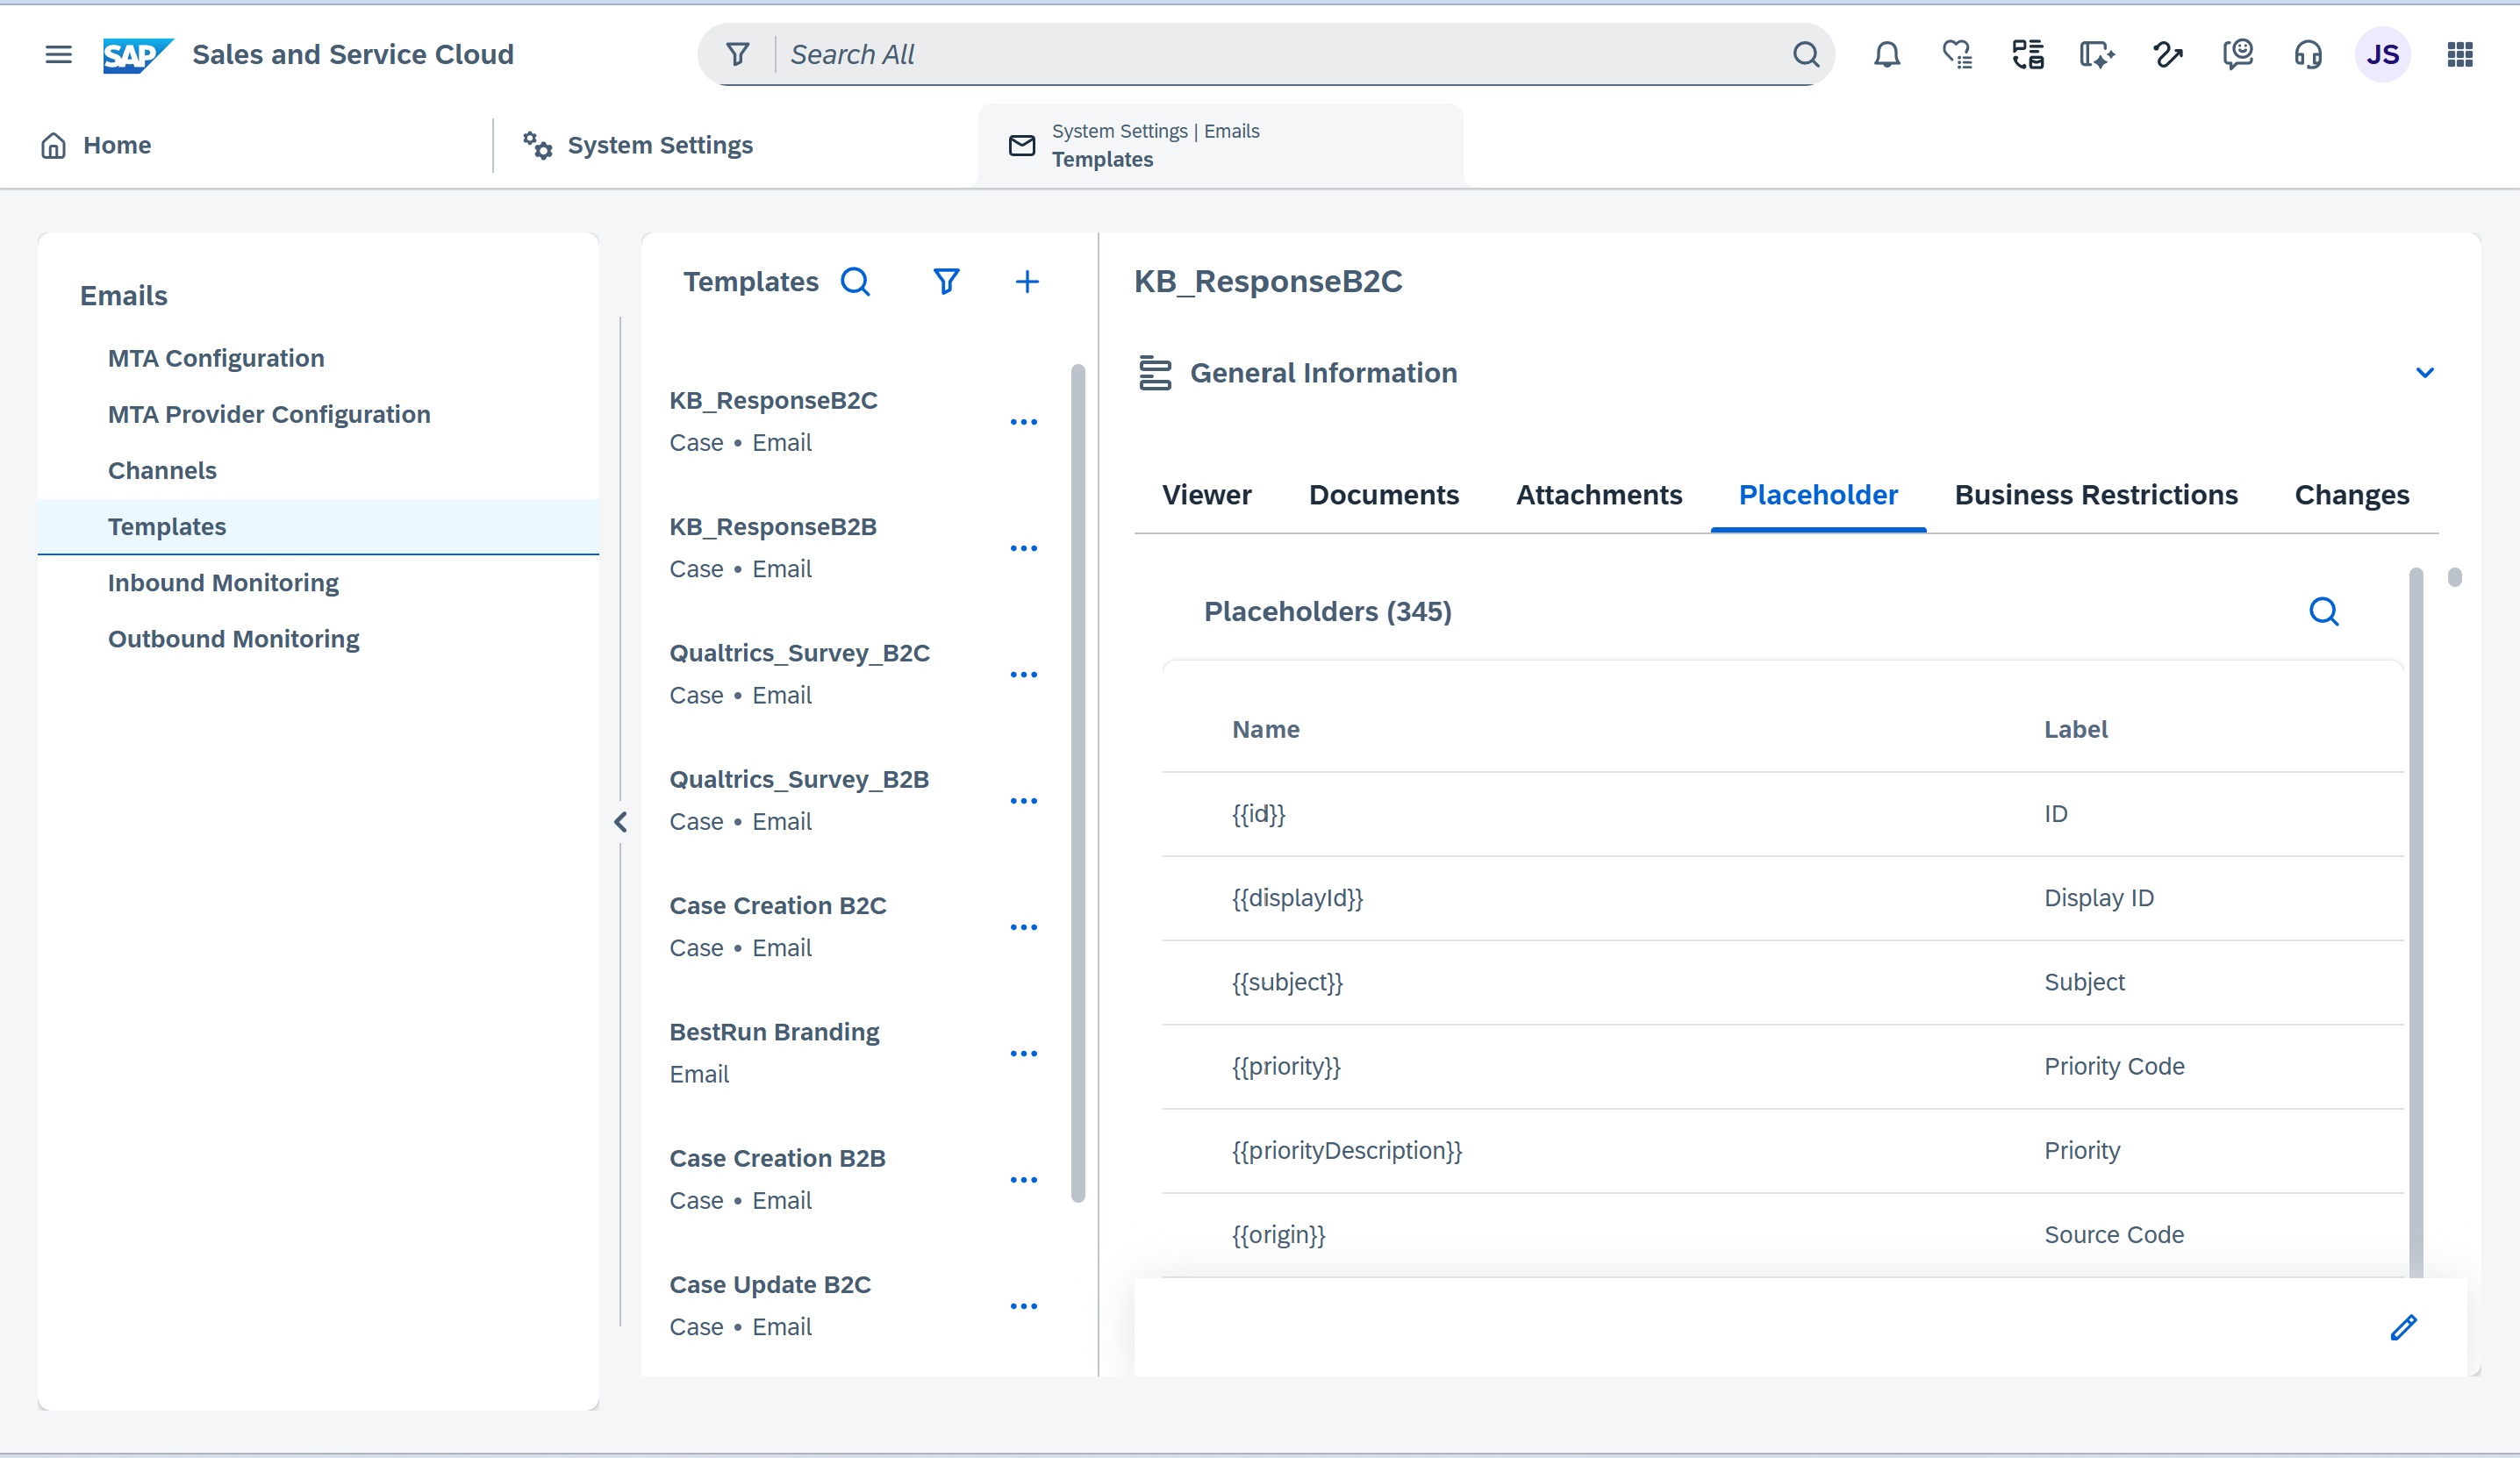 SAP Sales and Service Cloud
Search All
JS
Home
System Settings
System Settings | Emails
Templates
Emails
MTA Configuration
MTA Provider Configuration
Channels
Templates
Inbound Monitoring
Outbound Monitoring
Templates
KB_ResponseB2C
Case • Email
KB_ResponseB2B
Case • Email
Qualtrics_Survey_B2C
Case • Email
Qualtrics_Survey_B2B
Case • Email
Case Creation B2C
Case • Email
BestRun Branding
Email
Case Creation B2B
Case • Email
Case Update B2C
Case • Email
KB_ResponseB2C
General Information
Viewer Documents Attachments Placeholder Business Restrictions Changes
Placeholders (345)
Name Label
{{id}} ID
{{displayId}} Display ID
{{subject}} Subject
{{priority}} Priority Code
{{priorityDescription}} Priority
{{origin}} Source Code